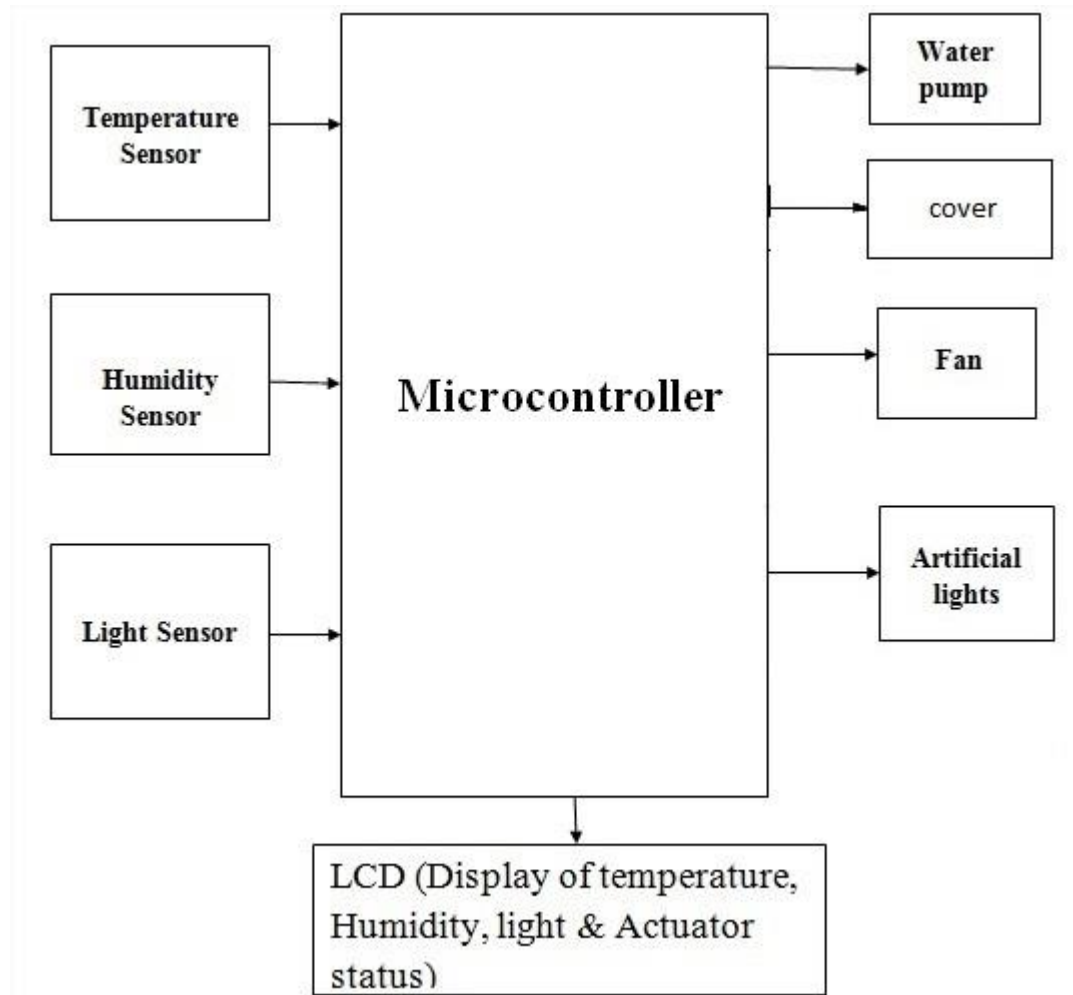 Temperature
Sensor
Humidity
Sensor
Light Sensor
Microcontroller
Water
pump
cover
Fan
Artificial
lights
LCD (Display of temperature,
Humidity, light & Actuator
status)